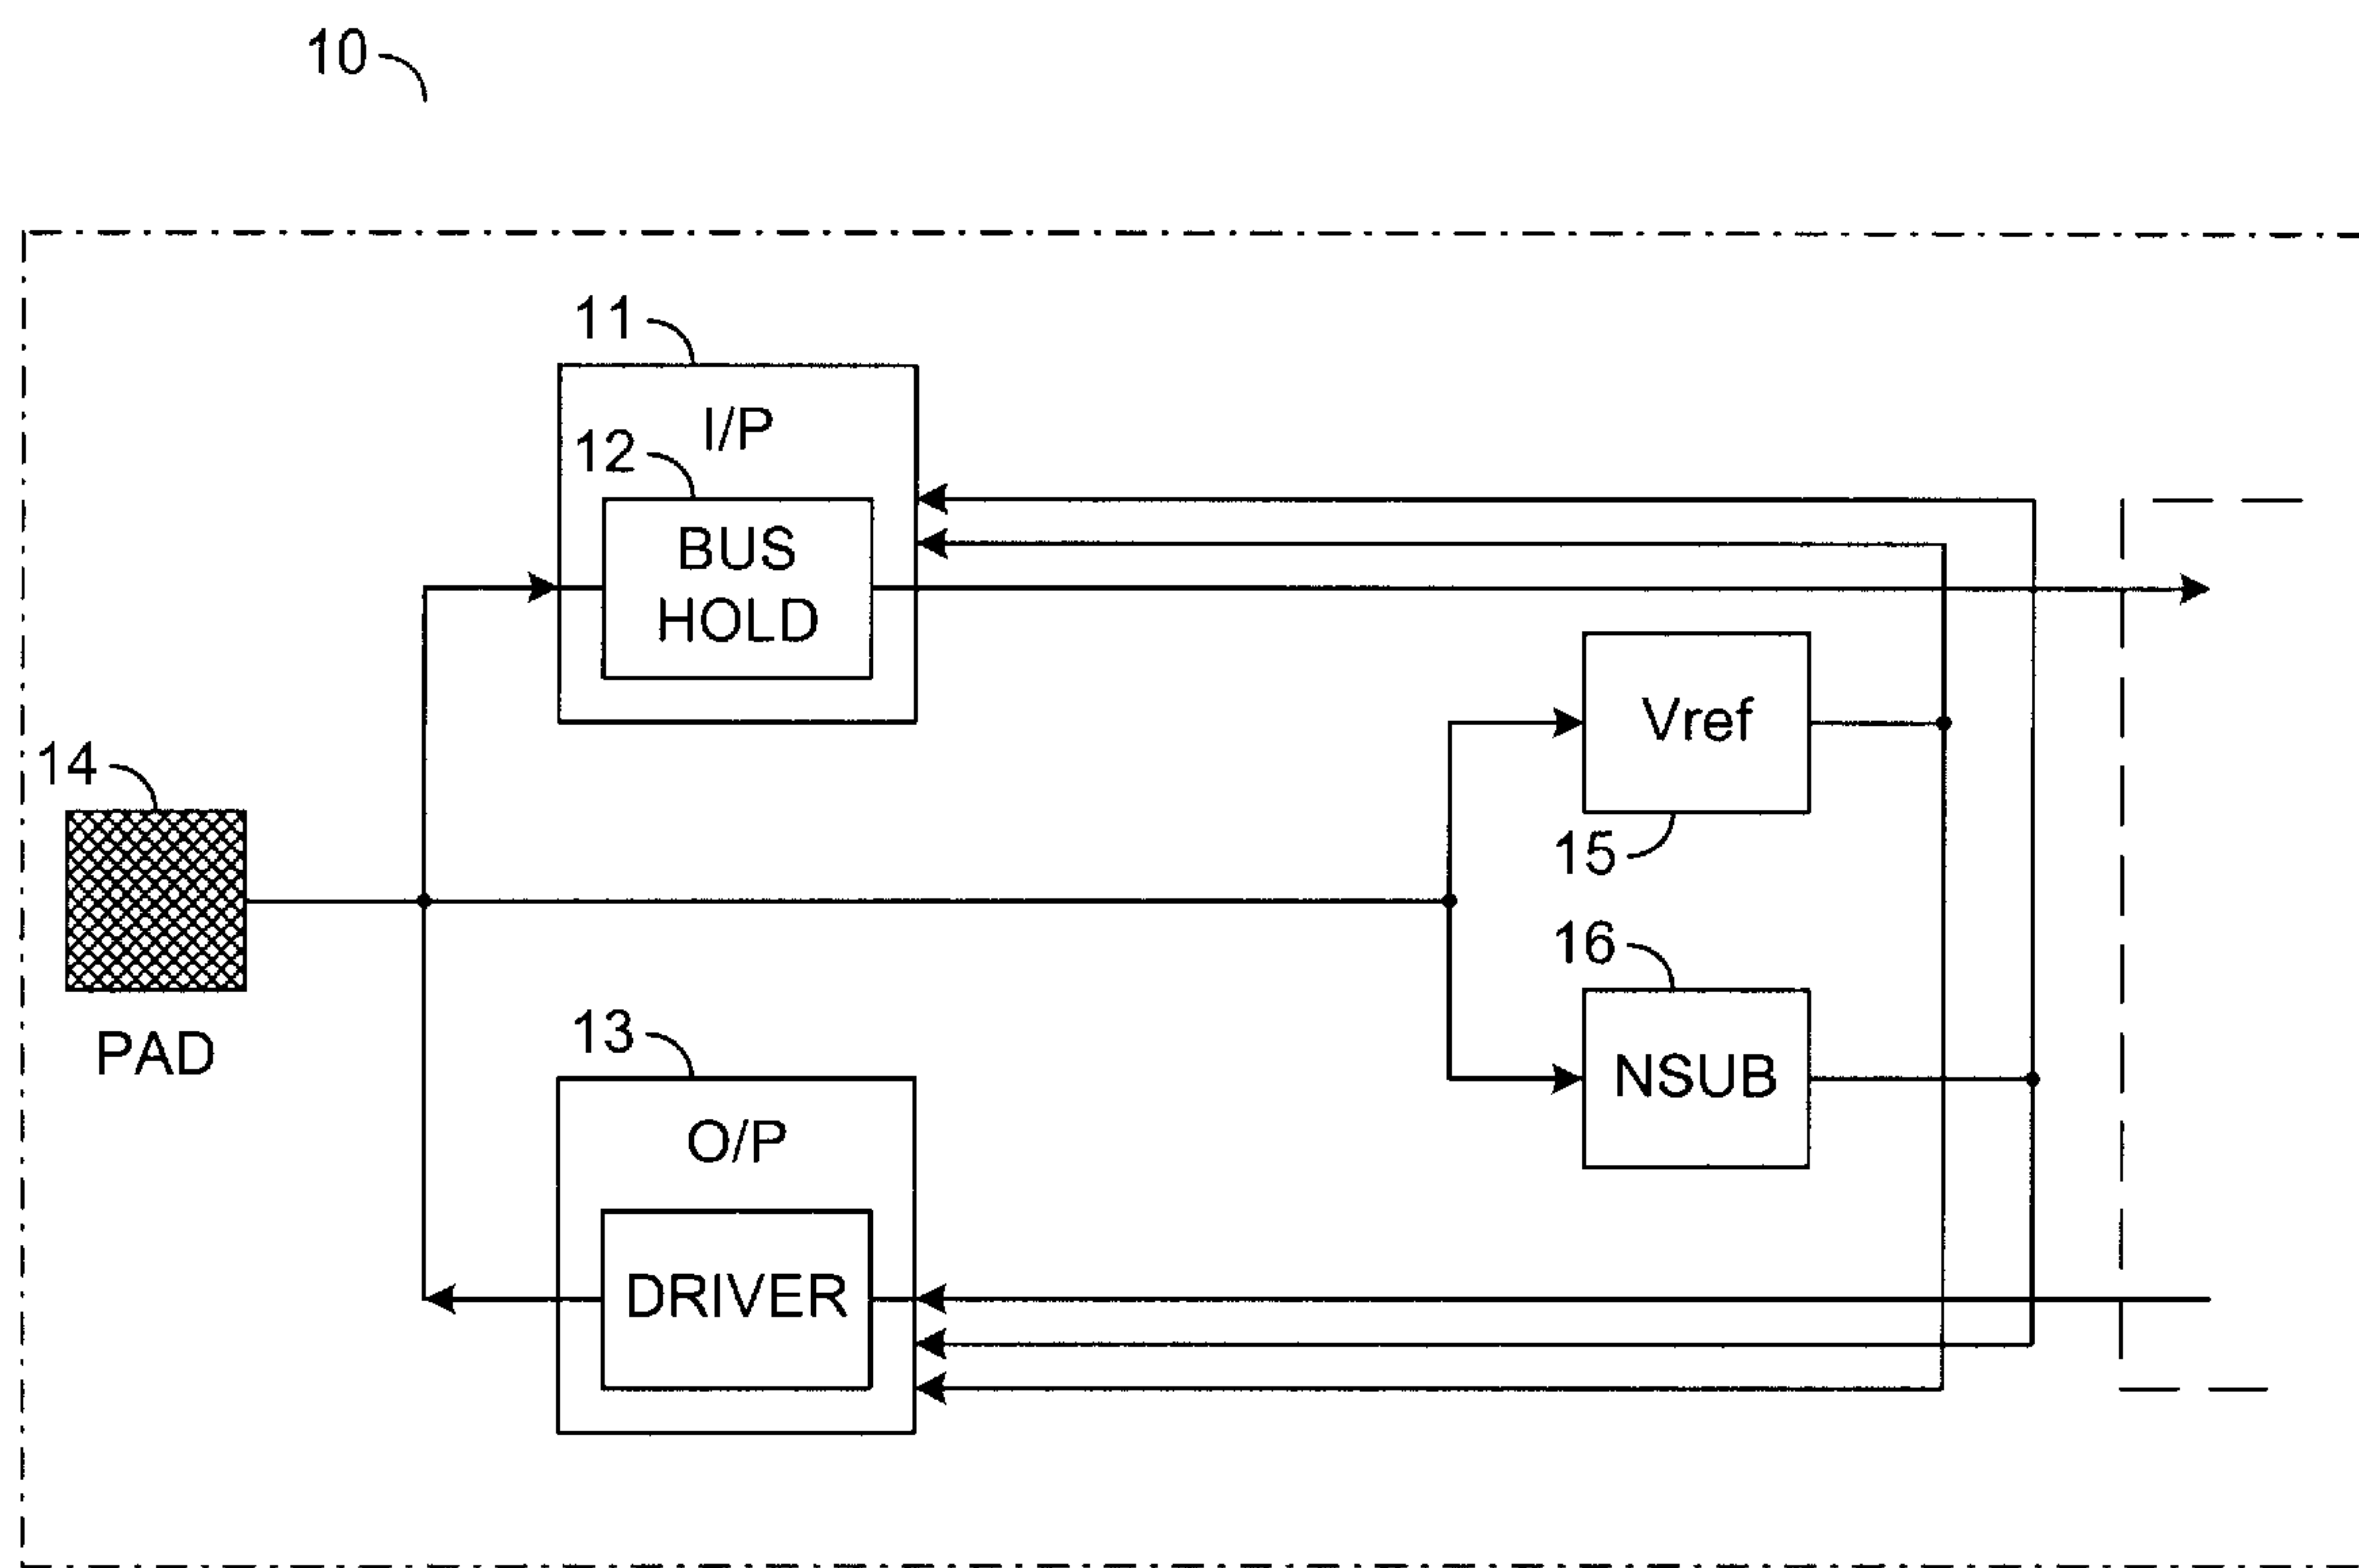 10
11
I/P
12
BUS
HOLD
14
PAD
Vref
15
16
NSUB
13
O/P
DRIVER